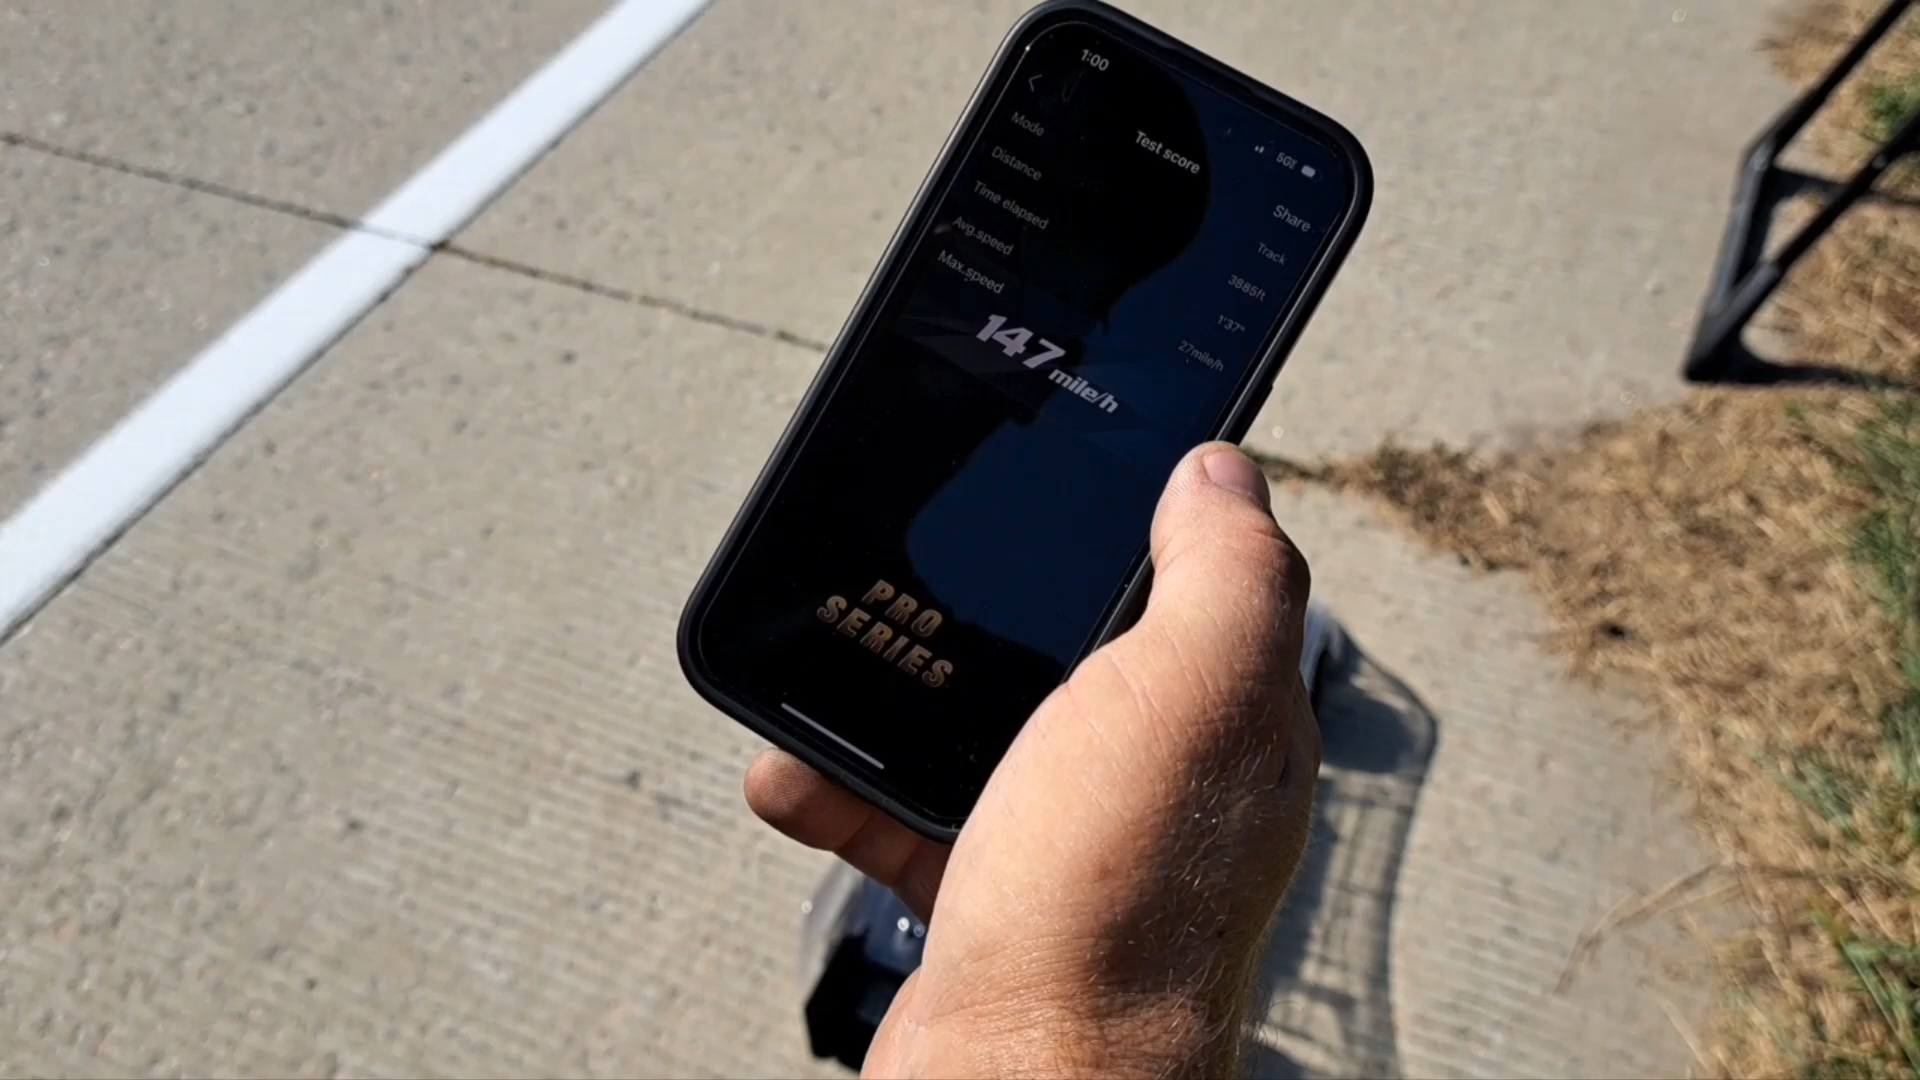 1:00
50%
Test score
Share
Mode
Track
Distance
3885ft
Time elapsed
1'37"
Avg.speed
27mile/h
Max.speed
147 mile/h
PRO
SERIES